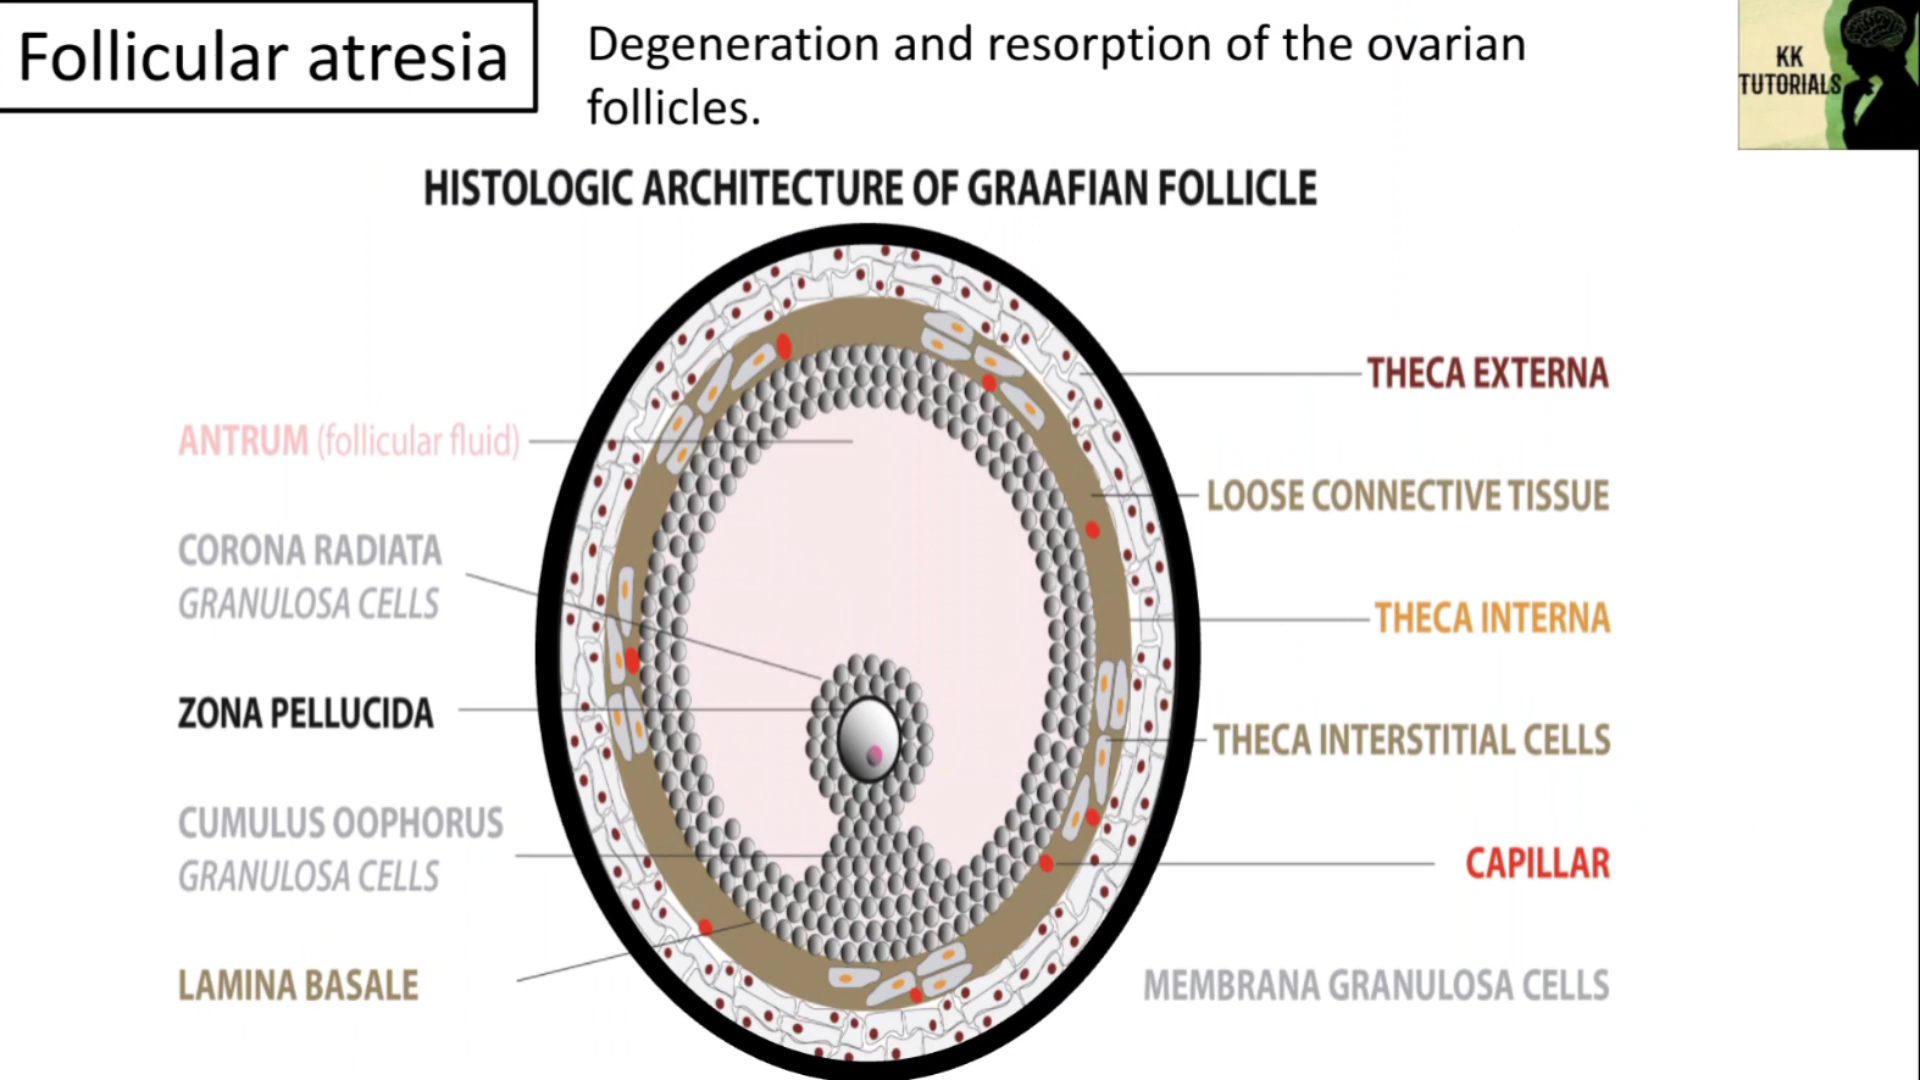 Follicular atresia
Degeneration and resorption of the ovarian
follicles.
KK
TUTORIALS
HISTOLOGIC ARCHITECTURE OF GRAAFIAN FOLLICLE
ANTRUM (follicular fluid)
CORONA RADIATA
GRANULOSA CELLS
ZONA PELLUCIDA
CUMULUS OOPHORUS
GRANULOSA CELLS
LAMINA BASALE
THECA EXTERNA
LOOSE CONNECTIVE TISSUE
THECA INTERNA
THECA INTERSTITIAL CELLS
CAPILLAR
MEMBRANA GRANULOSA CELLS